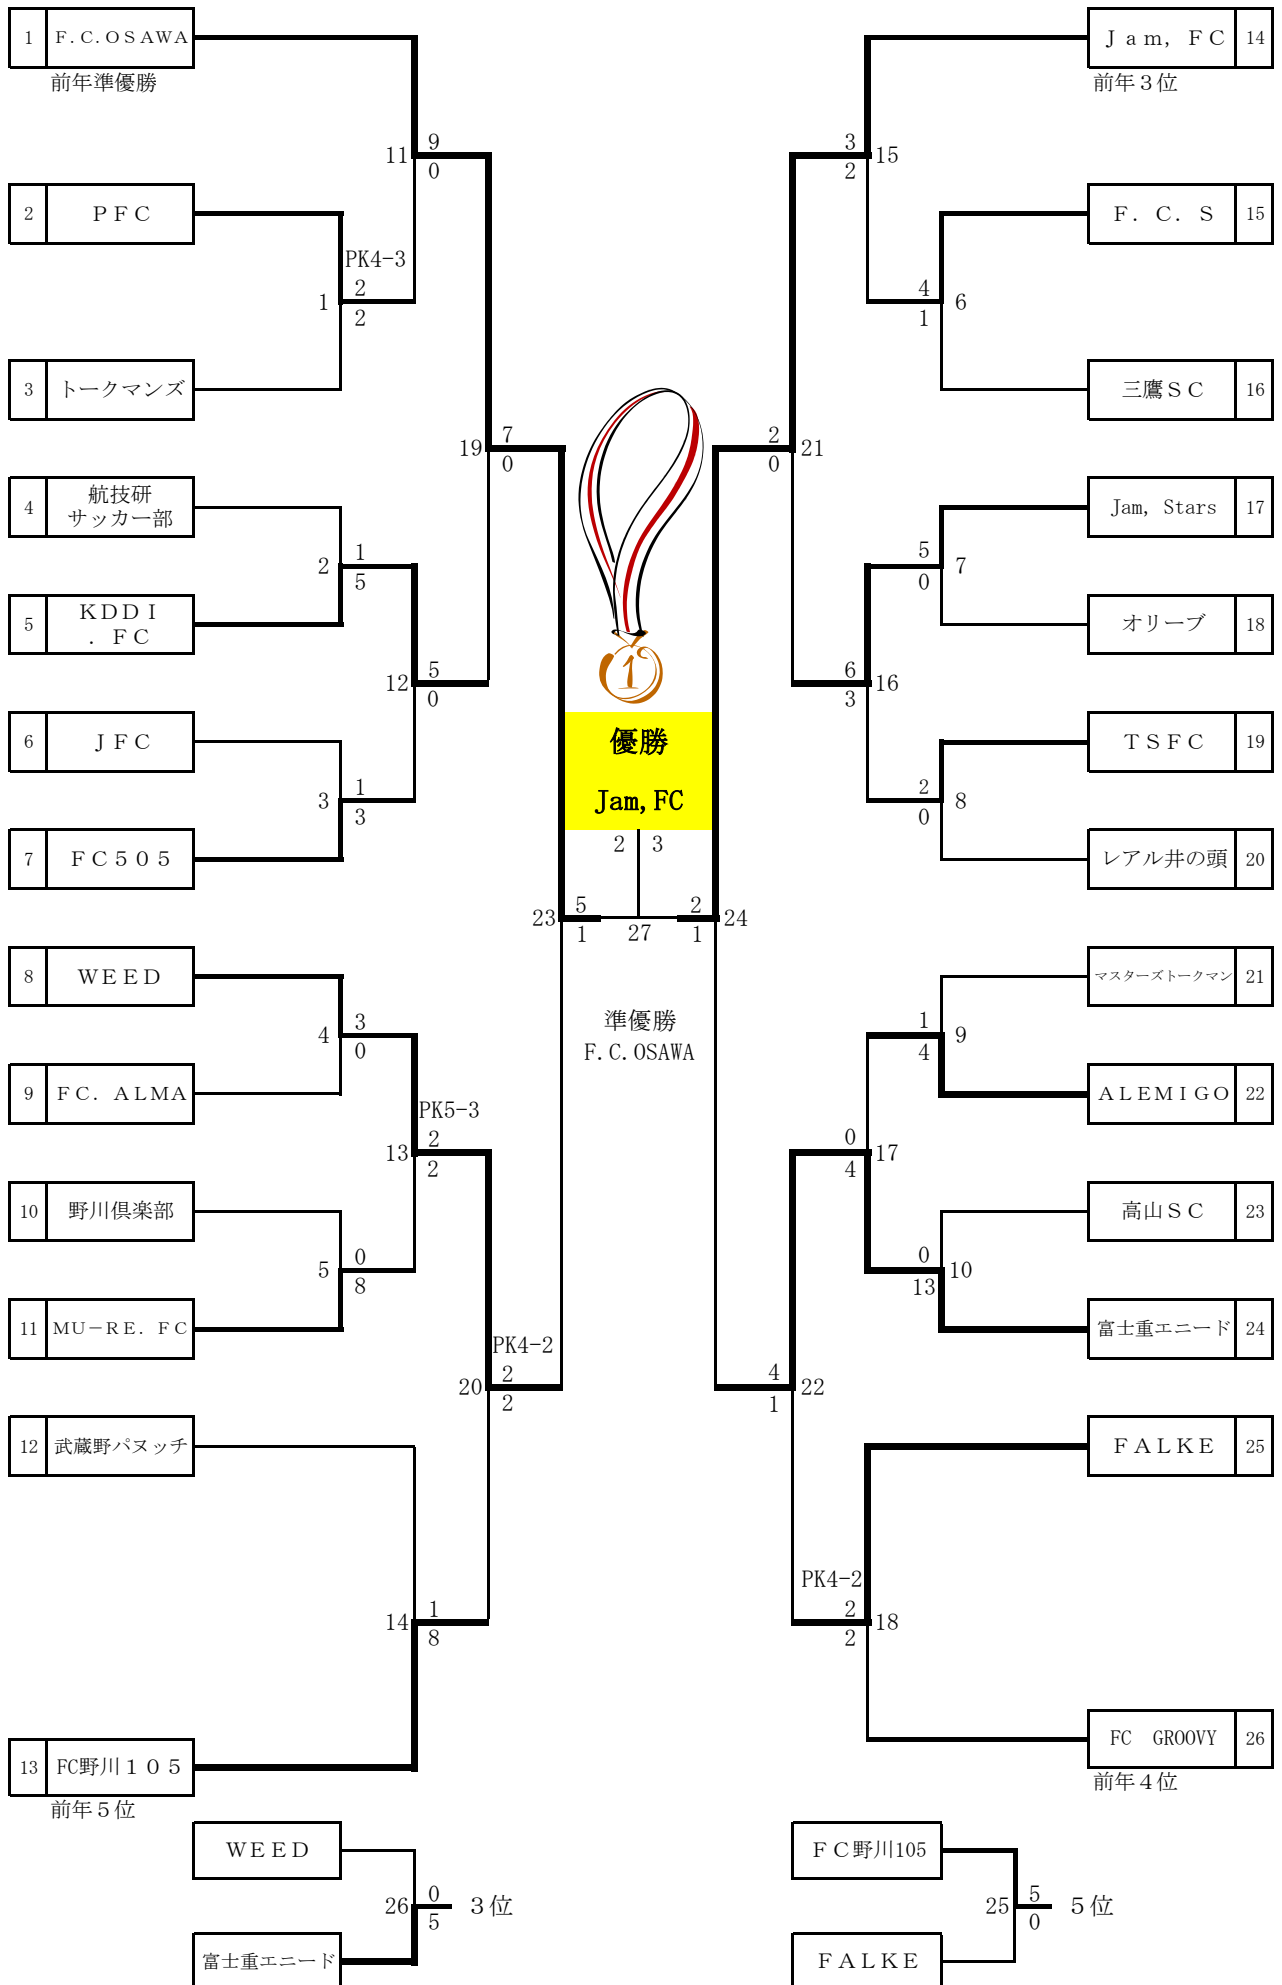 1 F.C.OSAWA
前年準優勝
11 9
0
2 PFC
PK4-3
1 2
2
3 トークマンズ
19 7
0
4 航技研
サッカー部
2 1
5
5 KDDI
．FC
12 5
0
6 JFC
3 1
3
7 FC505
23 5
1
8 WEED
4 3
0
9 FC．ALMA
PK5-3
13 2
2
10 野川倶楽部
5 0
8
11 MU－RE．FC
PK4-2
20 2
2
12 武蔵野パヌッチ
14 1
8
13 FC野川１０５
前年５位
1°
優勝
Jam,FC
2 3
27
準優勝
F.C.OSAWA
Jam，FC 14
前年３位
3 15
2
F．C．S 15
4 6
1
三鷹SC 16
2 21
0
Jam, Stars 17
5 7
0
オリーブ 18
6 16
3
TSFC 19
2 8
0
レアル井の頭 20
2 24
1
マスターズトークマン 21
1 9
4
ALEMIGO 22
0 17
4
高山SC 23
0 10
13
富士重エニード 24
4 22
1
FALKE 25
PK4-2
2 18
2
FC GROOVY 26
前年４位
WEED
26 0 ３位
5
富士重エニード
FC野川105
25 5 ５位
0
FALKE